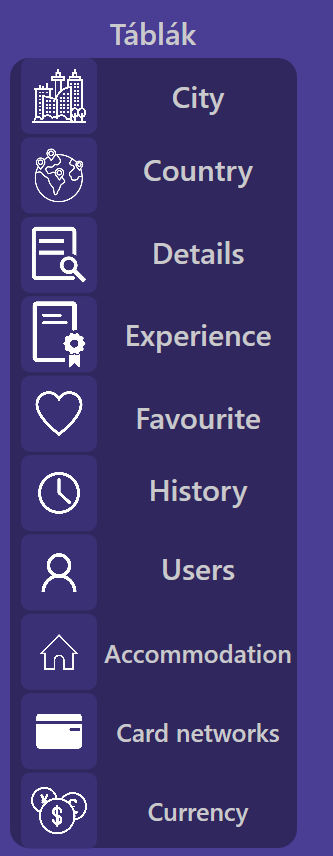 Táblák
City
Country
Details
Experience
Favourite
History
Users
Accommodation
Card networks
Currency